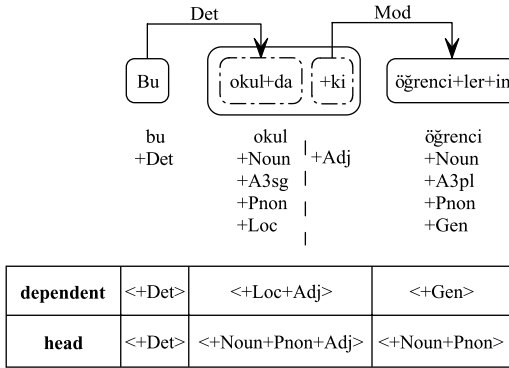 Det Mod
Bu okul+da +ki öğrenci+ler+in
bu okul öğrenci
+Det +Noun +Adj +Noun
+A3sg +A3pl
+Pnon +Pnon
+Loc +Gen
dependent <+Det> <+Loc+Adj> <+Gen>
head <+Det> <+Noun+Pnon+Adj> <+Noun+Pnon>